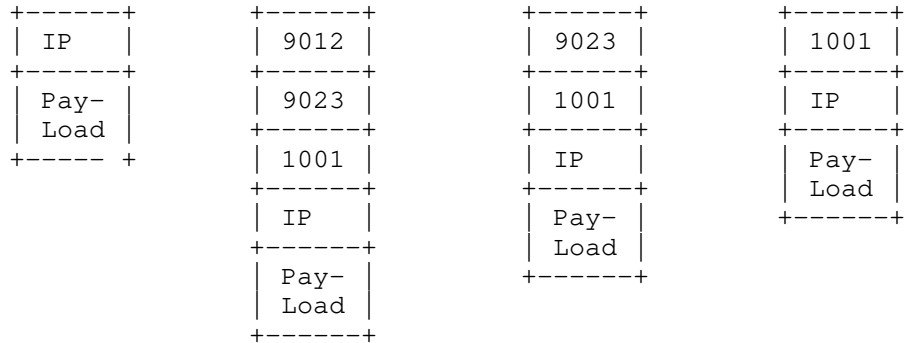 +------+ +------+ +------+ +------+
| IP | | 9012 | | 9023 | | 1001 |
+------+ +------+ +------+ +------+
| Pay- | | 9023 | | 1001 | | IP |
| Load | +------+ +------+ +------+
+----- + | 1001 | | IP | | Pay- |
+------+ +------+ | Load |
| IP | | Pay- | +------+
+------+ | Load |
| Pay- | +------+
| Load |
+------+